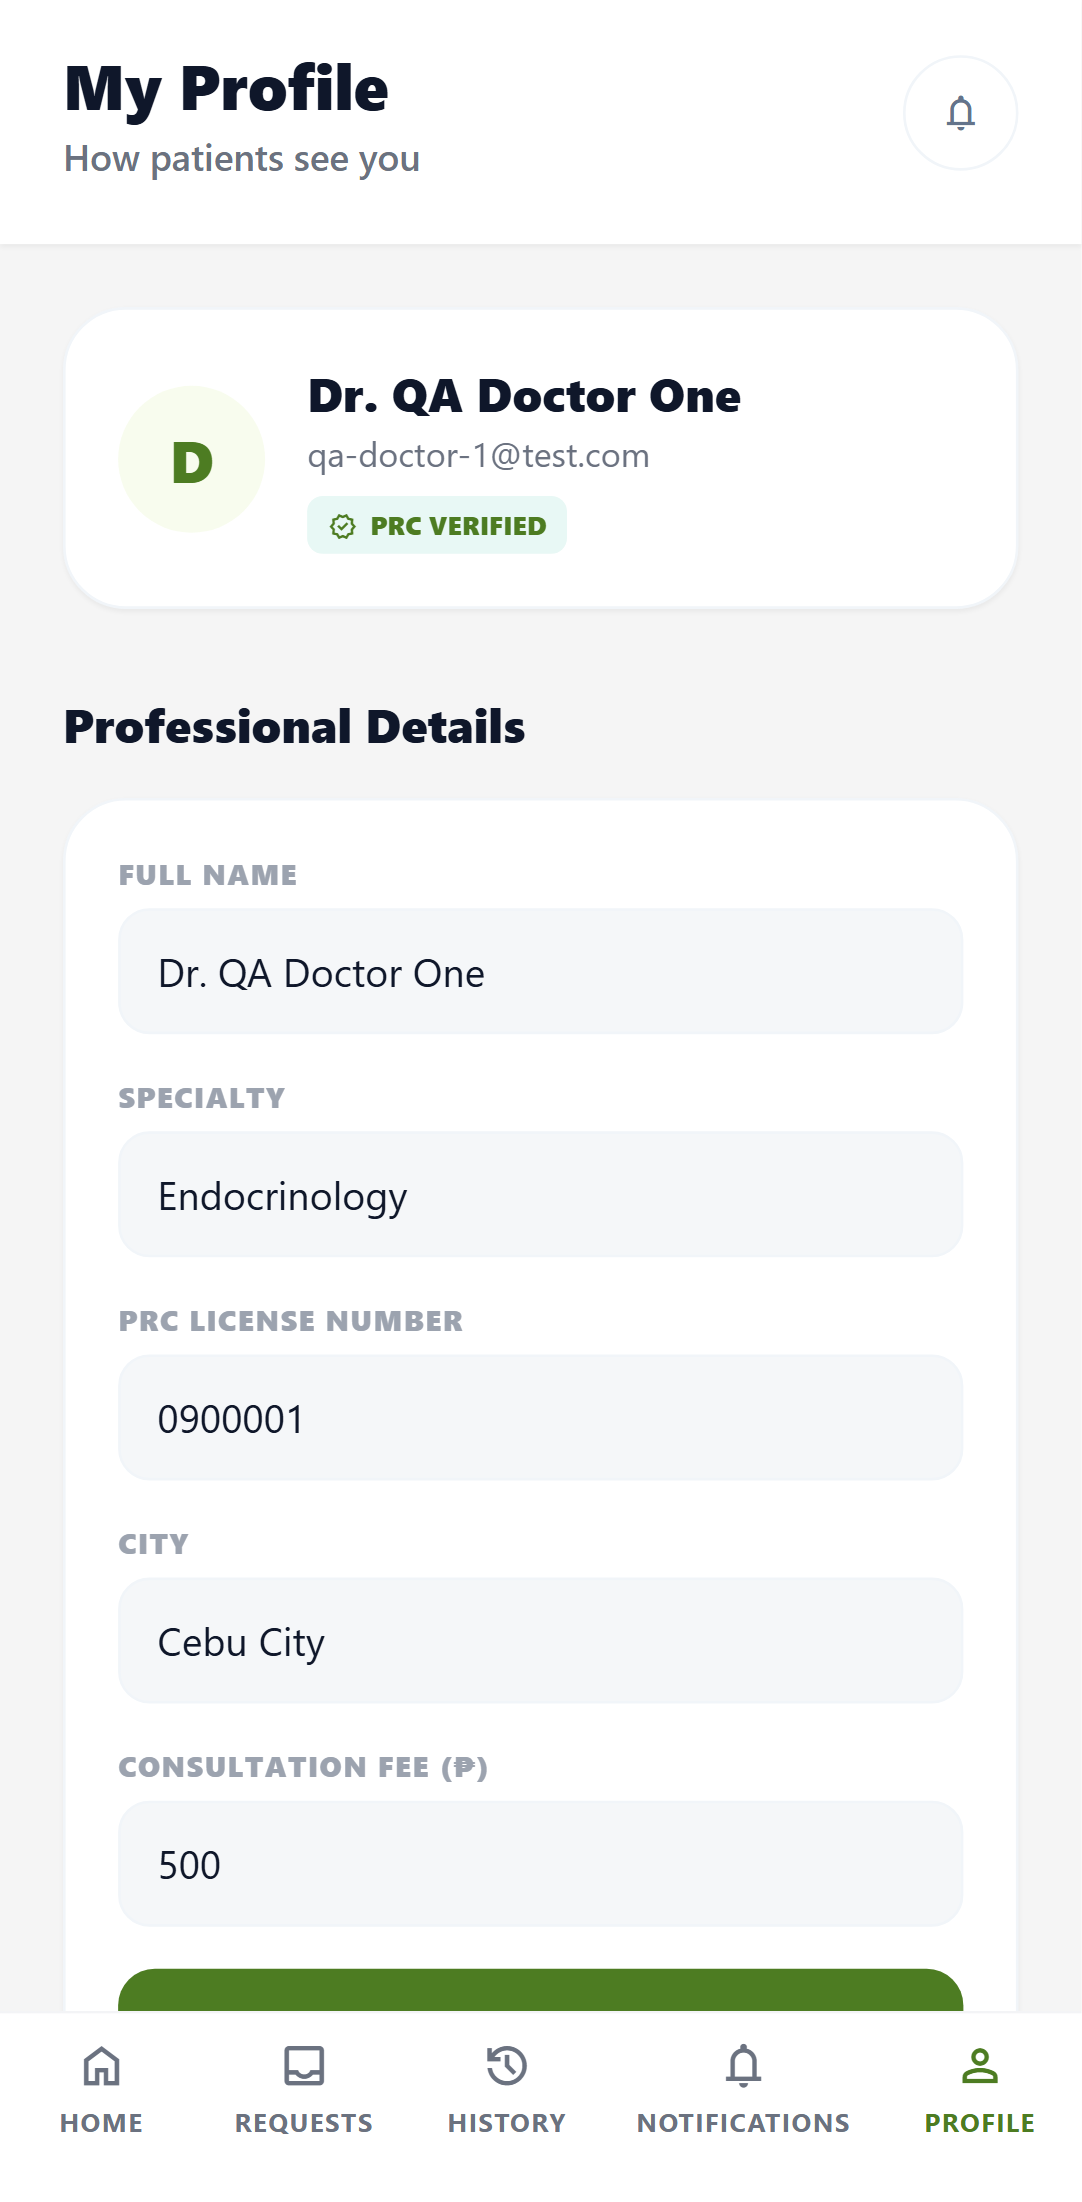 My Profile
How patients see you
D
Dr. QA Doctor One
qa-doctor-1@test.com
PRC VERIFIED
Professional Details
FULL NAME
Dr. QA Doctor One
SPECIALTY
Endocrinology
PRC LICENSE NUMBER
0900001
CITY
Cebu City
CONSULTATION FEE (₱)
500
HOME
REQUESTS
HISTORY
NOTIFICATIONS
PROFILE